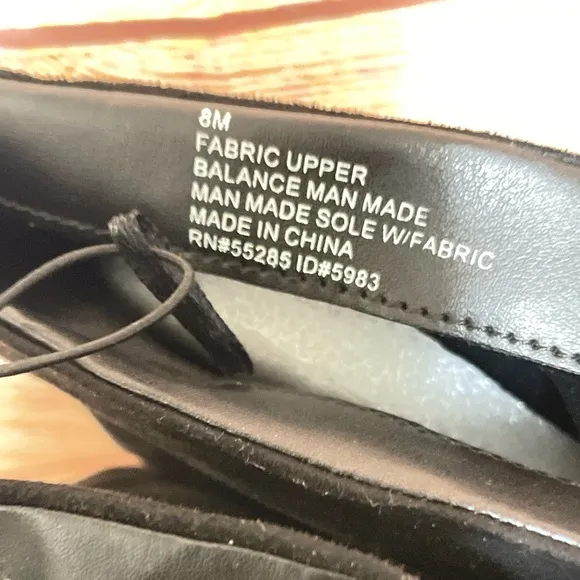 8M
FABRIC UPPER
BALANCE MAN MADE
MAN MADE SOLE W/FABRIC
MADE IN CHINA
RN#55285 ID#5983